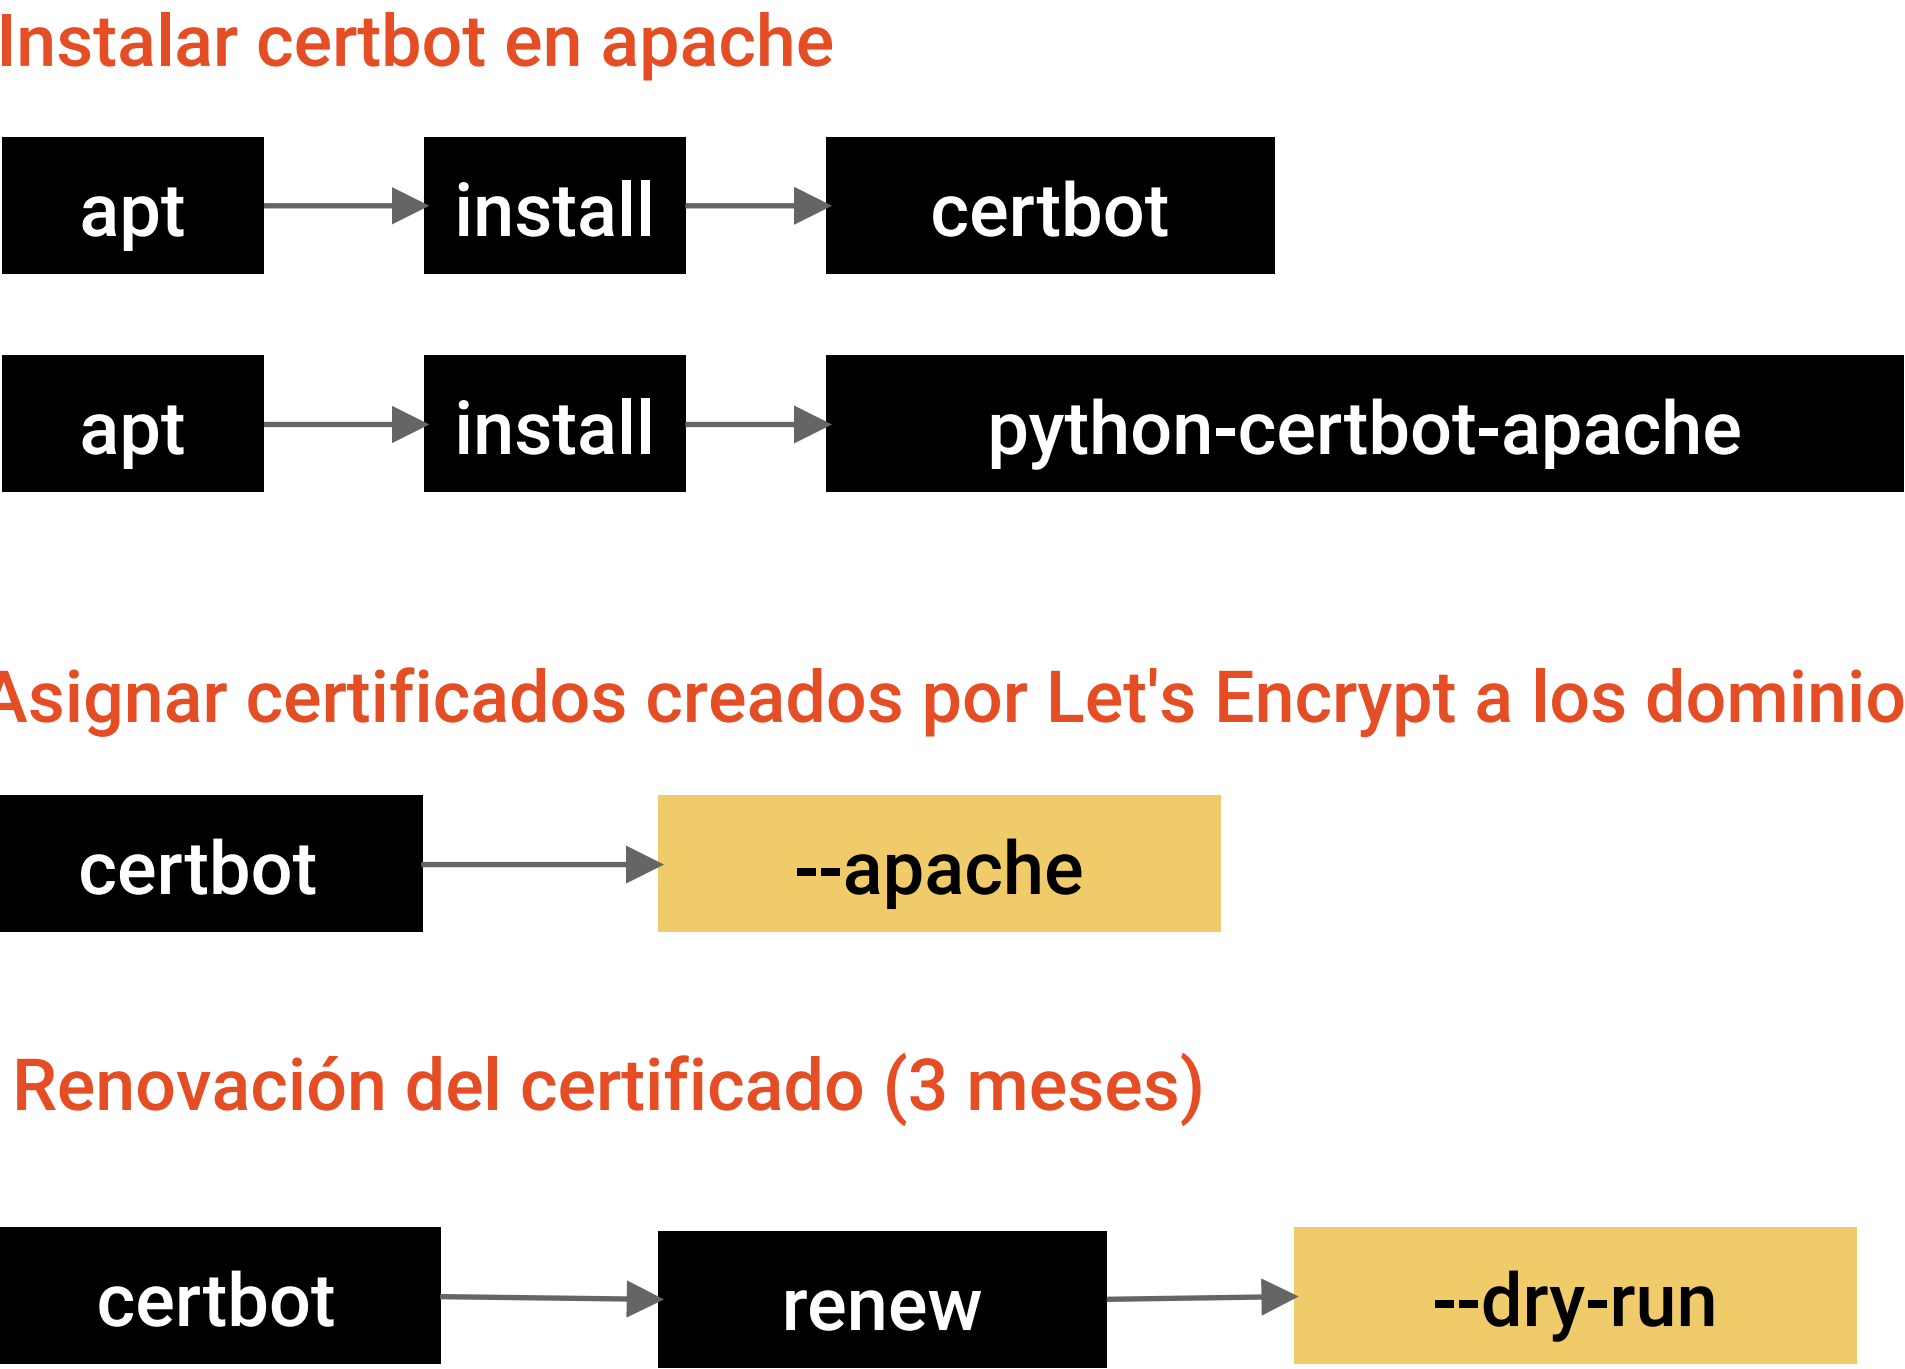 Instalar certbot en apache
apt install certbot
apt install python-certbot-apache
Asignar certificados creados por Let's Encrypt a los dominio
certbot --apache
Renovación del certificado (3 meses)
certbot renew --dry-run